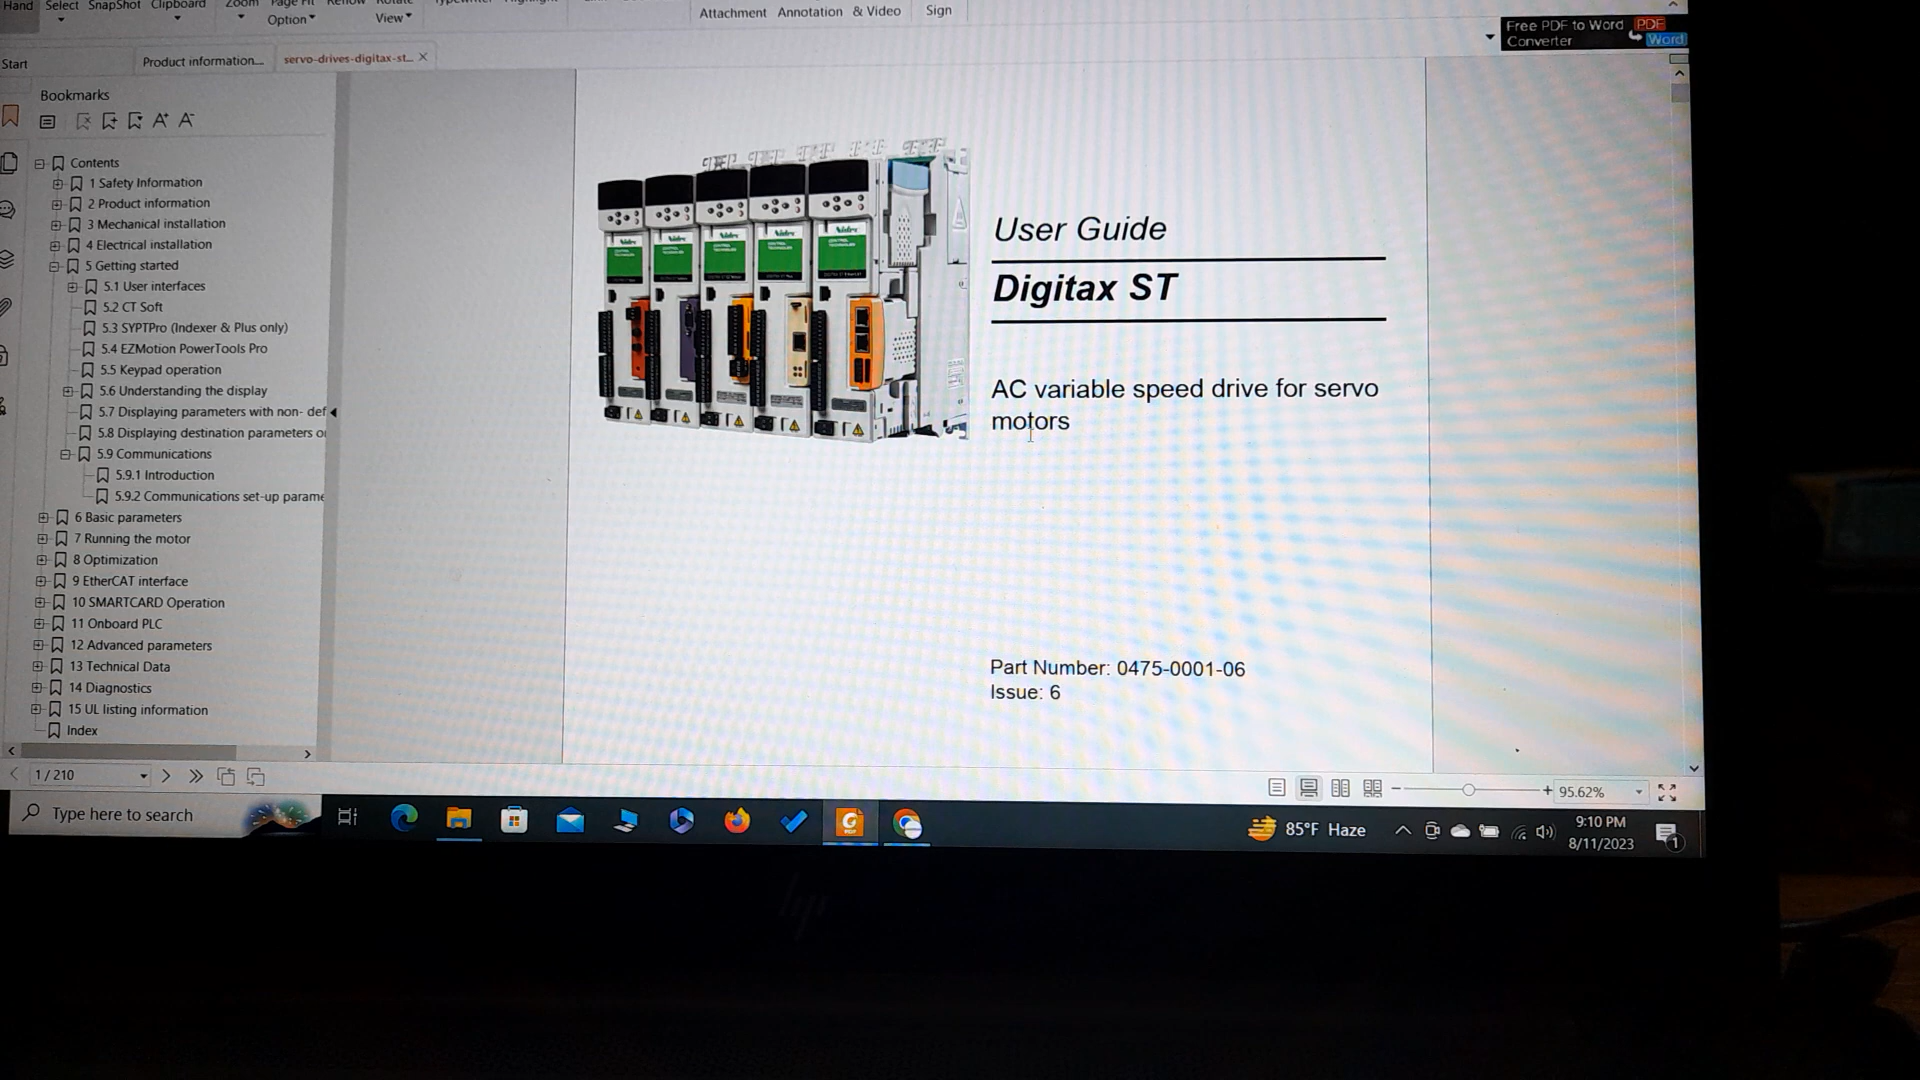 Hand Select SnapShot Clipboard
Option View
Attachment Annotation & Video Sign
Free PDF to Word
Converter
PDF
Word
Start
Product information...
servo-drives-digitax-st...
Bookmarks
Contents
1 Safety Information
2 Product information
3 Mechanical installation
4 Electrical installation
5 Getting started
5.1 User interfaces
5.2 CT Soft
5.3 SYPTPro (Indexer & Plus only)
5.4 EZMotion PowerTools Pro
5.5 Keypad operation
5.6 Understanding the display
5.7 Displaying parameters with non- def
5.8 Displaying destination parameters
5.9 Communications
5.9.1 Introduction
5.9.2 Communications set-up parame
6 Basic parameters
7 Running the motor
8 Optimization
9 EtherCAT interface
10 SMARTCARD Operation
11 Onboard PLC
12 Advanced parameters
13 Technical Data
14 Diagnostics
15 UL listing information
Index
User Guide
Digitax ST
AC variable speed drive for servo
motors
Part Number: 0475-0001-06
Issue: 6
1 / 210
95.62%
Type here to search
85°F Haze
9:10 PM
8/11/2023
1
hp